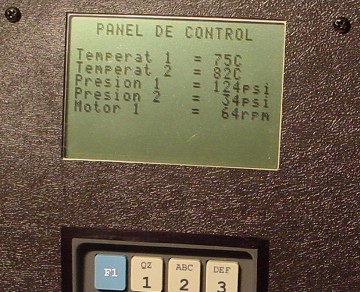 PANEL DE CONTROL
Temperat 1 = 75C
Temperat 2 = 82C
Presion 1 = 124psi
Presion 2 = 34psi
Motor 1 = 64rpm
F1 QZ 1 ABC 2 DEF 3